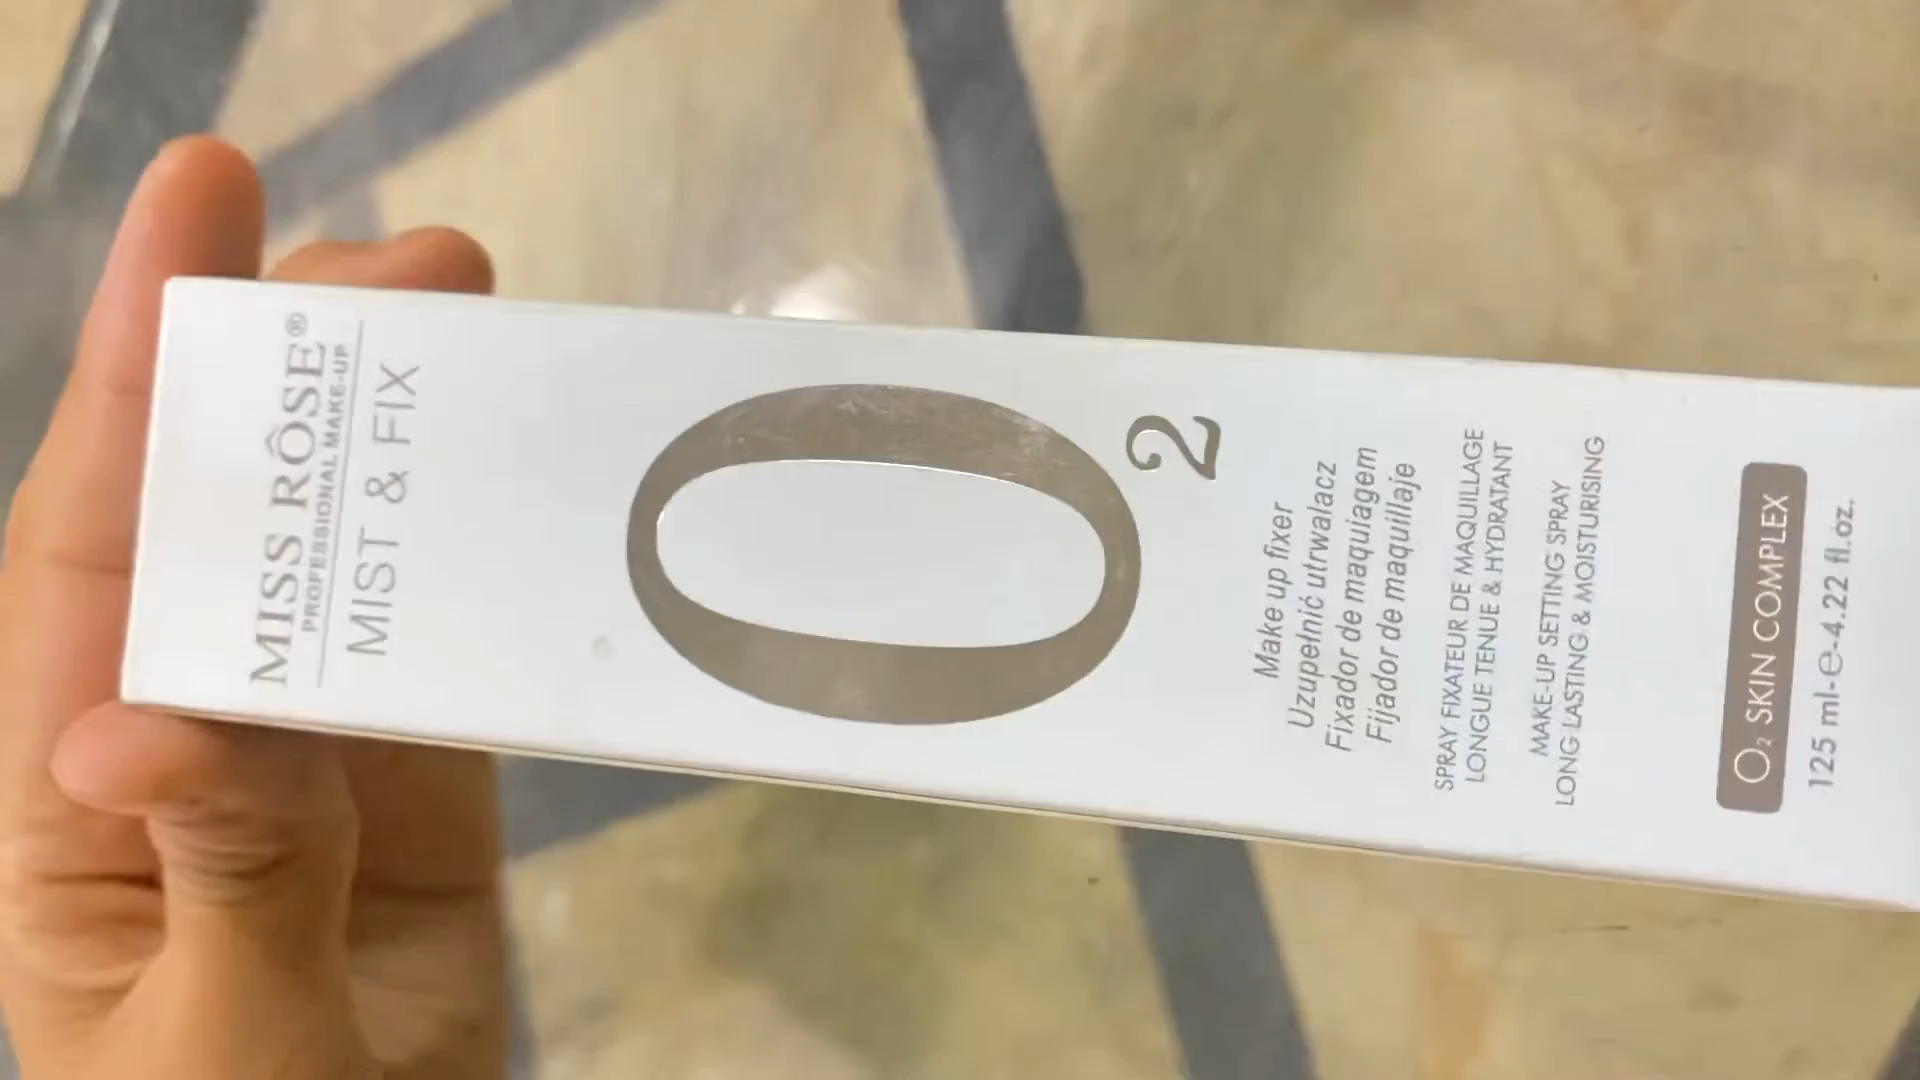 MISS RÔSE®
PROFESSIONAL MAKE-UP
MIST & FIX
O²
Make up fixer
Uzupełnić utrwalacz
Fixador de maquiagem
Fijador de maquillaje
SPRAY FIXATEUR DE MAQUILLAGE
LONGUE TENUE & HYDRATANT
MAKE-UP SETTING SPRAY
LONG LASTING & MOISTURISING
O₂ SKIN COMPLEX
125 ml-e-4.22 fl.oz.